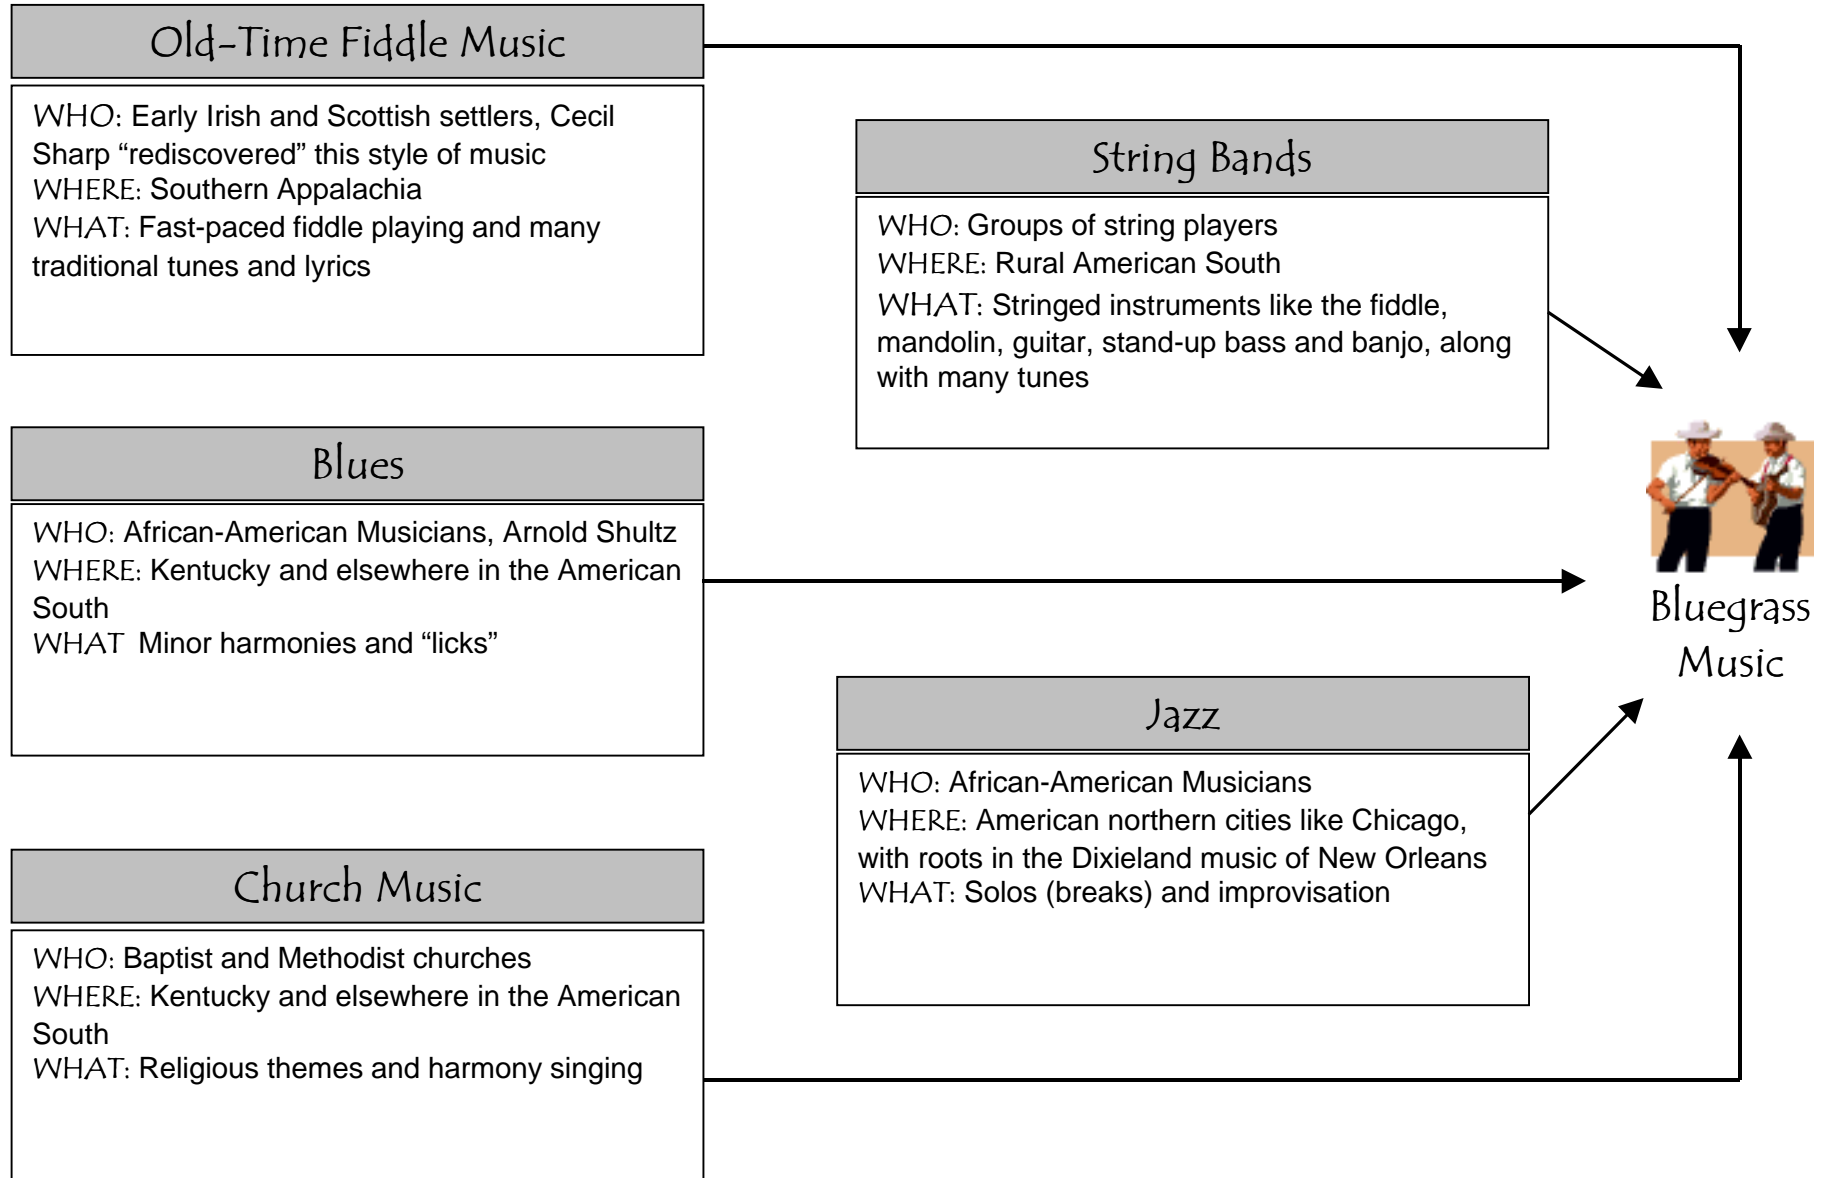 Old-Time Fiddle Music
WHO: Early Irish and Scottish settlers, Cecil
Sharp “rediscovered” this style of music
WHERE: Southern Appalachia
WHAT: Fast-paced fiddle playing and many
traditional tunes and lyrics
String Bands
WHO: Groups of string players
WHERE: Rural American South
WHAT: Stringed instruments like the fiddle,
mandolin, guitar, stand-up bass and banjo, along
with many tunes
Blues
WHO: African-American Musicians, Arnold Shultz
WHERE: Kentucky and elsewhere in the American
South
WHAT Minor harmonies and “licks”
Jazz
WHO: African-American Musicians
WHERE: American northern cities like Chicago,
with roots in the Dixieland music of New Orleans
WHAT: Solos (breaks) and improvisation
Church Music
WHO: Baptist and Methodist churches
WHERE: Kentucky and elsewhere in the American
South
WHAT: Religious themes and harmony singing
Bluegrass
Music